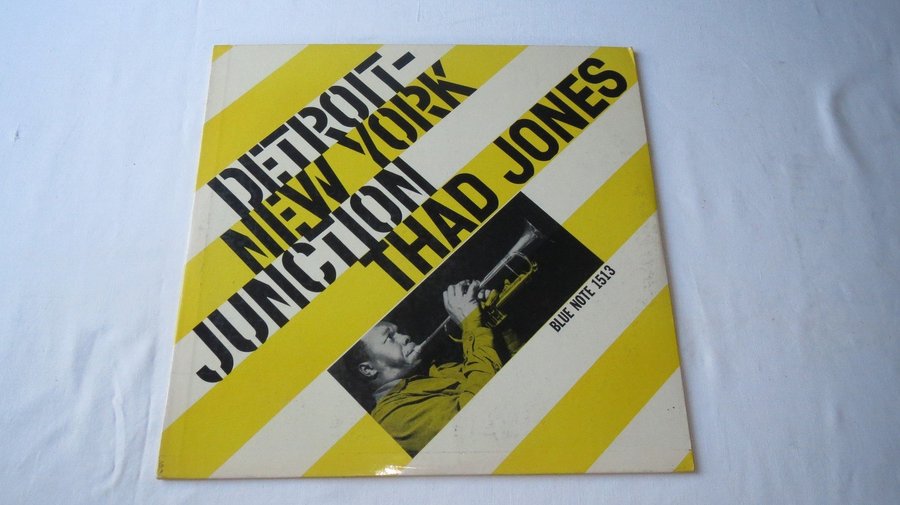 DETROIT-
NEW YORK
JUNCTION
THAD JONES
BLUE NOTE 1513